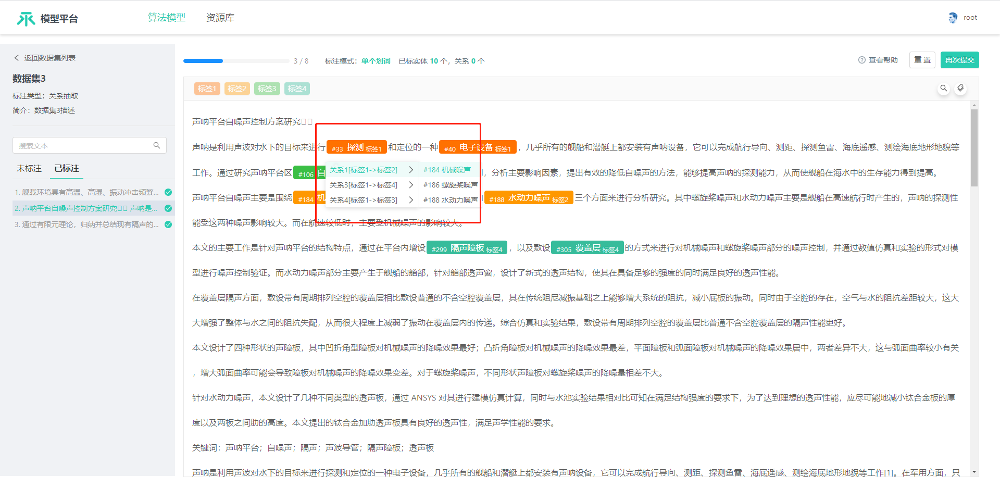 模型平台
算法模型
资源库
root
返回数据集列表
数据集3
标注类型：关系抽取
简介：数据集3描述
搜索文本
未标注
已标注
1. 舰载环境具有高温、高湿、振动冲击频繁...
2. 声呐平台自噪声控制方案研究□□ 声呐是...
3. 通过有限元理论，归纳并总结现有隔声的...
3 / 8
标注模式：单个划词 已标实体 10 个，关系 0 个
查看帮助
重 置
再次提交
标签1 标签2 标签3 标签4
声呐平台自噪声控制方案研究□□
声呐是利用声波对水下的目标来进行 #33 探测 标签1 和定位的一种 #40 电子设备 标签1 ，几乎所有的舰船和潜艇上都安装有声呐设备，它可以完成航行导向、测距、探测鱼雷、海底遥感、测绘海底地形地貌等
工作。通过研究声呐平台区 #106 自 ，分析主要影响因素，提出有效的降低自噪声的方法，能够提高声呐的探测能力，从而使舰船在海水中的生存能力得到提高。
关系1[标签1->标签2] #184 机械噪声
关系3[标签1->标签4] #186 螺旋桨噪声
关系4[标签1->标签3] #188 水动力噪声
声呐平台自噪声主要是围绕 #184 机 #188 水动力噪声 标签2 三个方面来进行分析研究。其中螺旋桨噪声和水动力噪声主要是舰船在高速航行时产生的，声呐的探测性
能受这两种噪声影响较大。而在航速较低时，主要受机械噪声的影响较大。
本文的主要工作是针对声呐平台的结构特点，通过在平台内增设 #299 隔声障板 标签4 ，以及敷设 #305 覆盖层 标签4 的方式来进行对机械噪声和螺旋桨噪声部分的噪声控制，并通过数值仿真和实验的形式对模
型进行噪声控制验证。而水动力噪声部分主要产生于舰船的艏部，针对艏部透声窗，设计了新式的透声结构，使其在具备足够的强度的同时满足良好的透声性能。
在覆盖层隔声方面，敷设带有周期排列空腔的覆盖层相比敷设普通的不含空腔覆盖层，其在传统阻尼减振基础之上能够增大系统的阻抗，减小底板的振动。同时由于空腔的存在，空气与水的阻抗差距较大，这大
大增强了整体与水之间的阻抗失配，从而很大程度上减弱了振动在覆盖层内的传递。综合仿真和实验结果，敷设带有周期排列空腔的覆盖层比普通不含空腔覆盖层的隔声性能更好。
本文设计了四种形状的声障板，其中凹折角型障板对机械噪声的降噪效果最好；凸折角障板对机械噪声的降噪效果最差，平面障板和弧面障板对机械噪声的降噪效果居中，两者差异不大，这与弧面曲率较小有关
，增大弧面曲率可能会导致障板对机械噪声的降噪效果变差。对于螺旋桨噪声，不同形状声障板对螺旋桨噪声的降噪量相差不大。
针对水动力噪声，本文设计了几种不同类型的透声板，通过 ANSYS 对其进行建模仿真计算，同时与水池实验结果相对比可知在满足结构强度的要求下，为了达到理想的透声性能，应尽可能地减小钛合金板的厚
度以及两板之间肋的高度。本文提出的钛合金加肋透声板具有良好的透声性，满足声学性能的要求。
关键词：声呐平台；自噪声；隔声；声波导管；隔声障板；透声板
声呐是利用声波对水下的目标来进行探测和定位的一种电子设备，几乎所有的舰船和潜艇上都安装有声呐设备，它可以完成航行导向、测距、探测鱼雷、海底遥感、测绘海底地形地貌等工作[1]。在军用方面，只